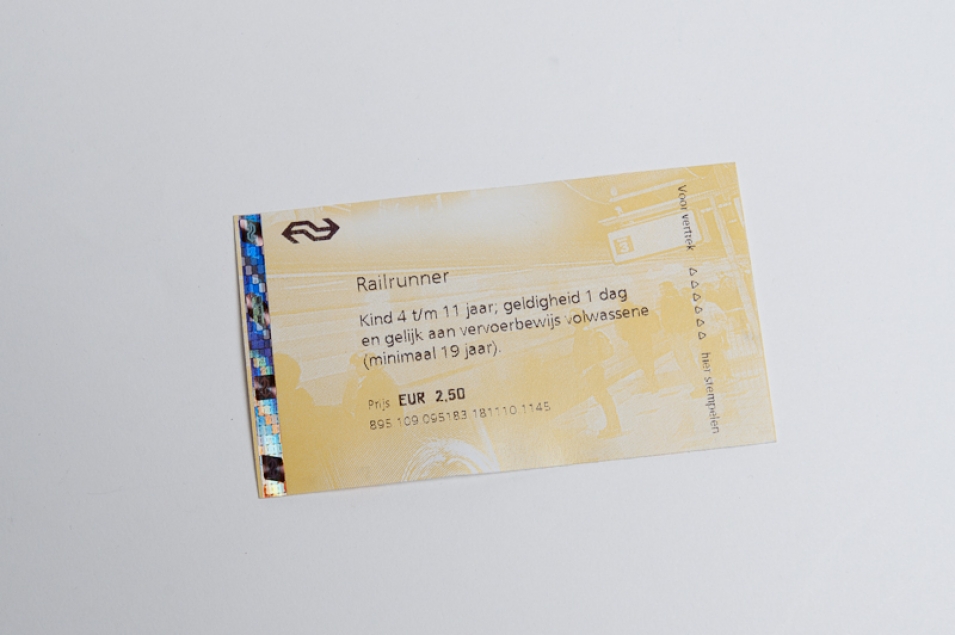 Railrunner
Kind 4 t/m 11 jaar; geldigheid 1 dag
en gelijk aan vervoerbewijs volwassene
(minimaal 19 jaar).
Prijs EUR 2,50
895 109 095183 181110 1145
Voor vertrek △△△△△△ hier stempelen